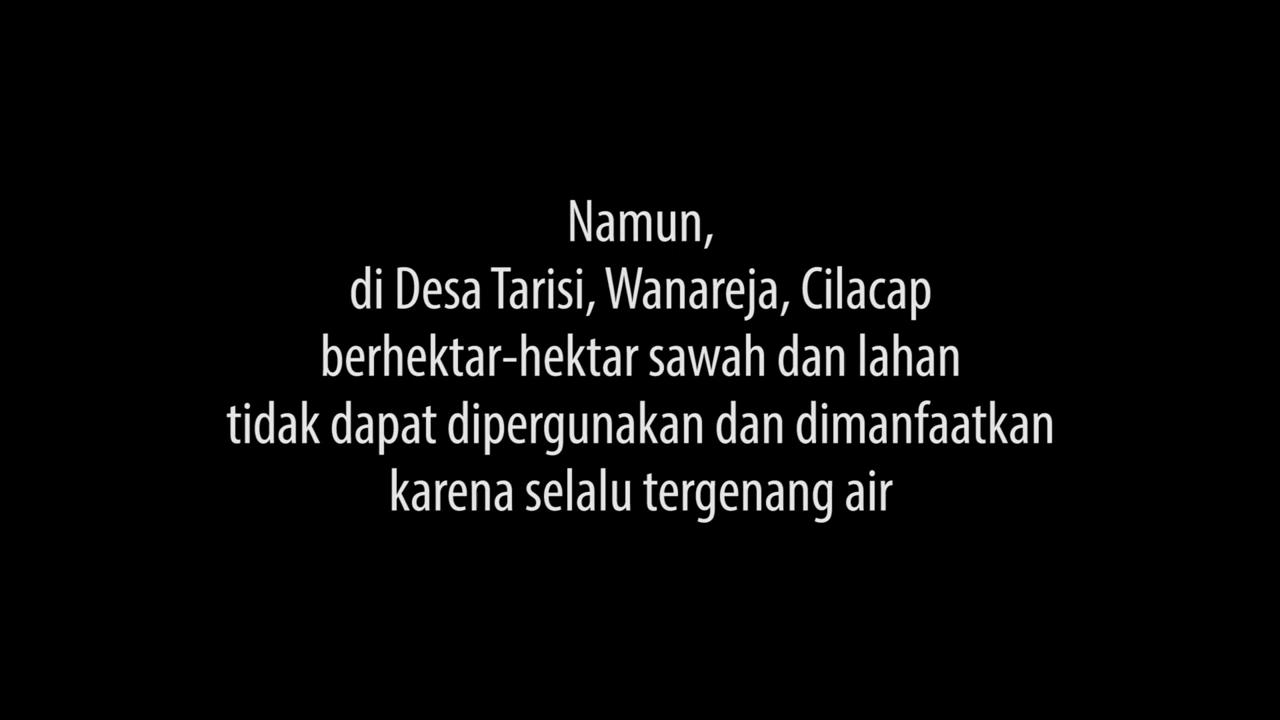 Namun,
di Desa Tarisi, Wanareja, Cilacap
berhektar-hektar sawah dan lahan
tidak dapat dipergunakan dan dimanfaatkan
karena selalu tergenang air